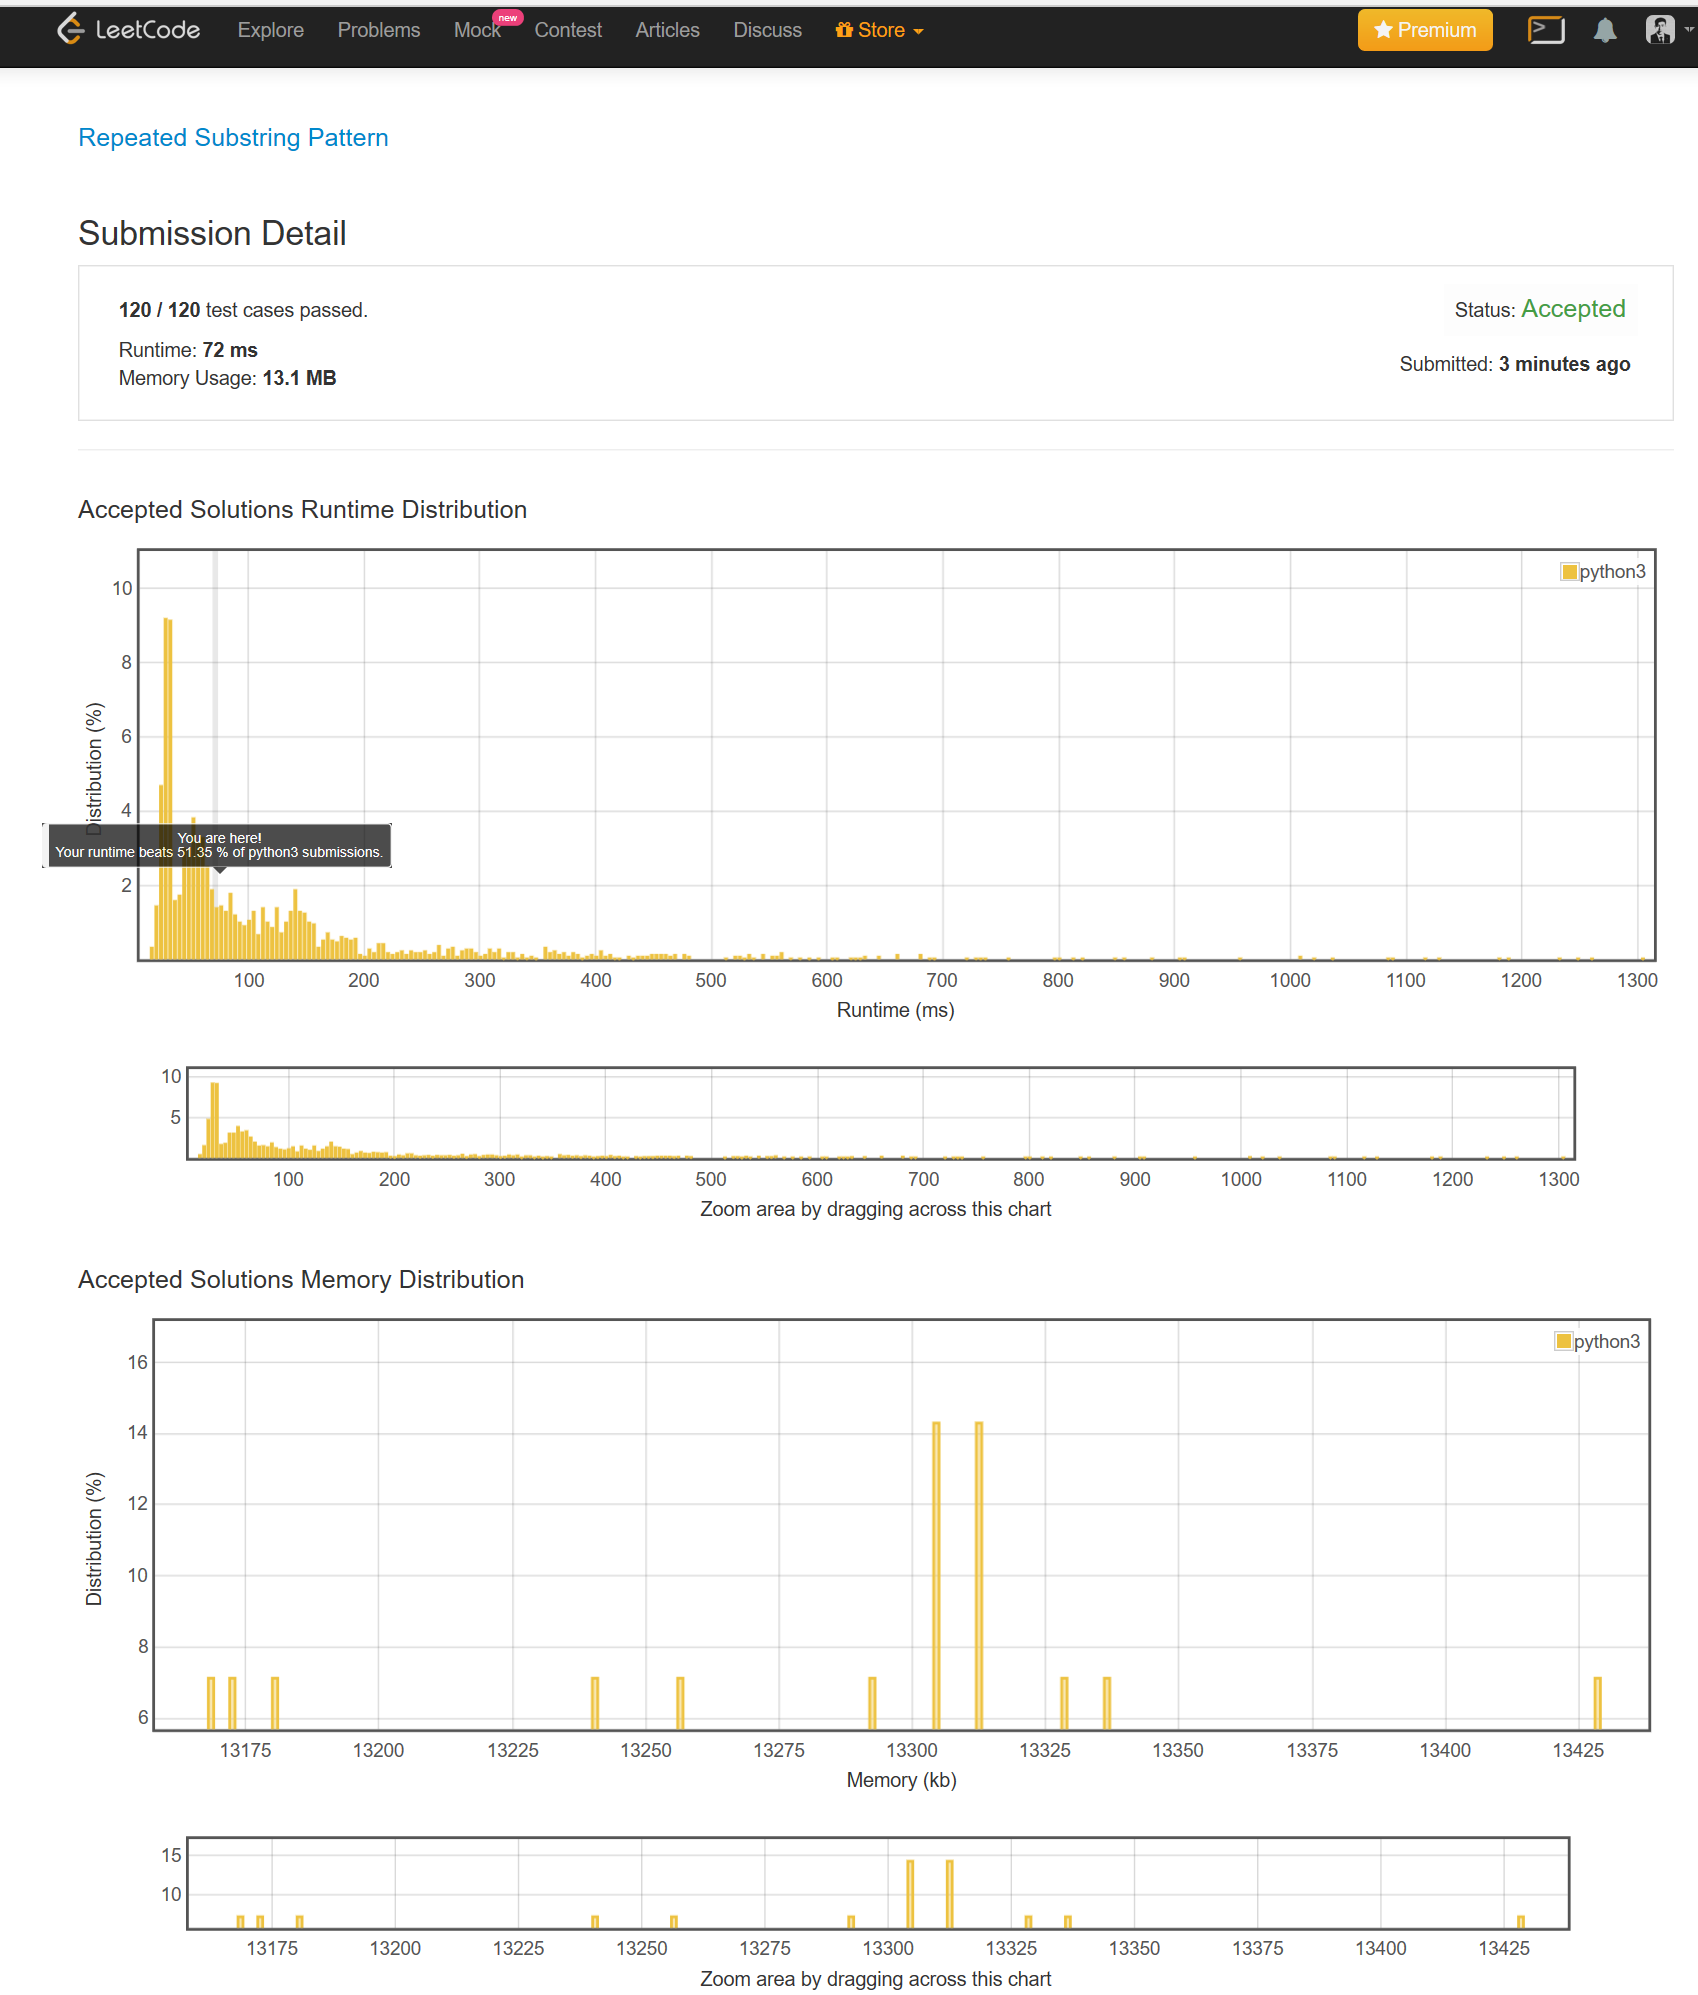 LeetCode Explore Problems Mock new Contest Articles Discuss Store Premium
Repeated Substring Pattern
Submission Detail
120 / 120 test cases passed.
Status: Accepted
Runtime: 72 ms
Submitted: 3 minutes ago
Memory Usage: 13.1 MB
Accepted Solutions Runtime Distribution
python3
10
8
6
4
2
Distribution (%)
You are here!
Your runtime beats 51.35 % of python3 submissions.
100 200 300 400 500 600 700 800 900 1000 1100 1200 1300
Runtime (ms)
10
5
100 200 300 400 500 600 700 800 900 1000 1100 1200 1300
Zoom area by dragging across this chart
Accepted Solutions Memory Distribution
python3
16
14
12
10
8
6
Distribution (%)
13175 13200 13225 13250 13275 13300 13325 13350 13375 13400 13425
Memory (kb)
15
10
13175 13200 13225 13250 13275 13300 13325 13350 13375 13400 13425
Zoom area by dragging across this chart